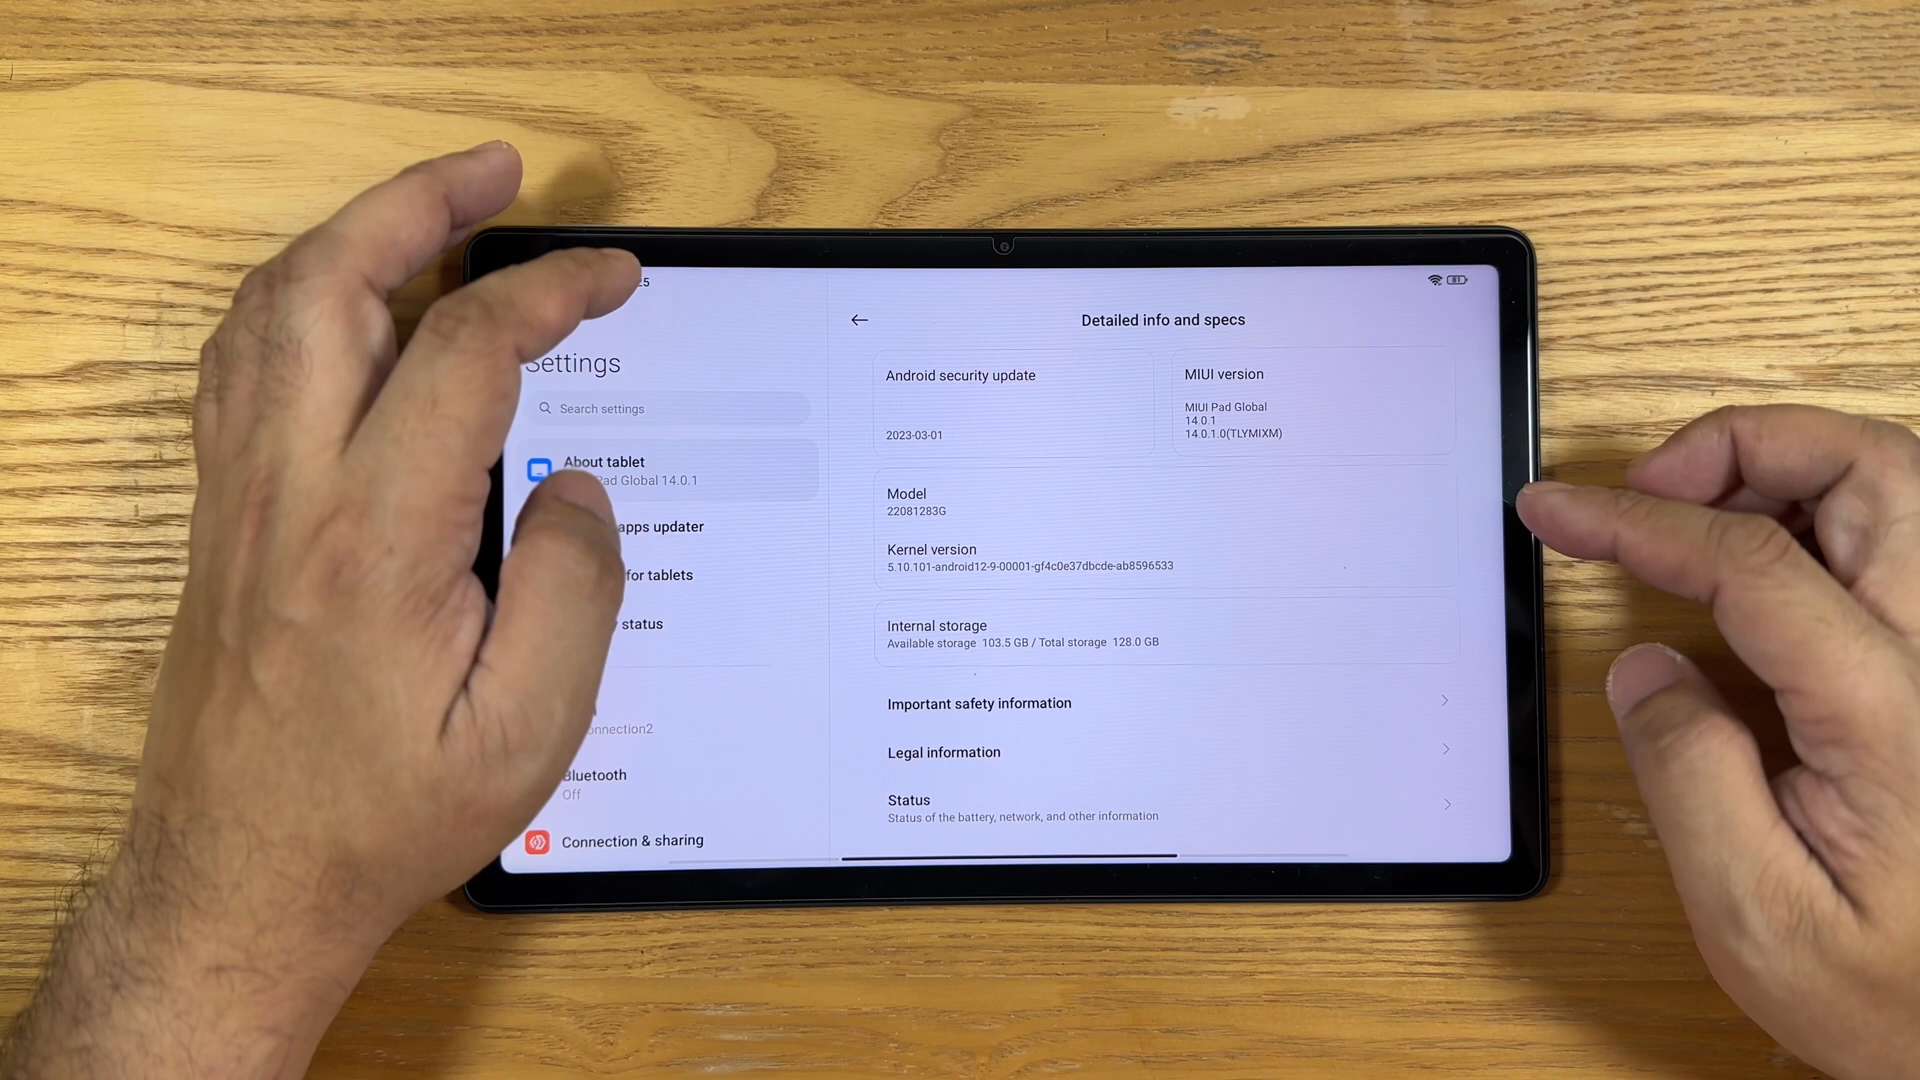 25
Settings
Search settings
About tablet
Pad Global 14.0.1
apps updater
for tablets
status
onnection2
Bluetooth
Off
Connection & sharing
81
Detailed info and specs
Android security update
2023-03-01
MIUI version
MIUI Pad Global
14.0.1
14.0.1.0(TLYMIXM)
Model
22081283G
Kernel version
5.10.101-android12-9-00001-gf4c0e37dbcde-ab8596533
Internal storage
Available storage 103.5 GB / Total storage 128.0 GB
Important safety information
Legal information
Status
Status of the battery, network, and other information